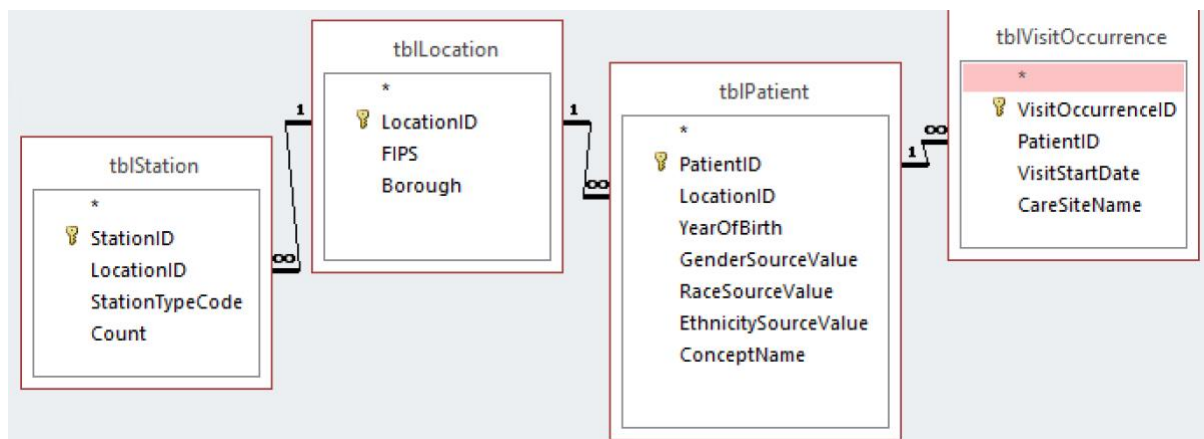 tblStation
*
StationID
LocationID
StationTypeCode
Count
1
∞
tblLocation
*
LocationID
FIPS
Borough
1
∞
tblPatient
*
PatientID
LocationID
YearOfBirth
GenderSourceValue
RaceSourceValue
EthnicitySourceValue
ConceptName
1
∞
tblVisitOccurrence
*
VisitOccurrenceID
PatientID
VisitStartDate
CareSiteName